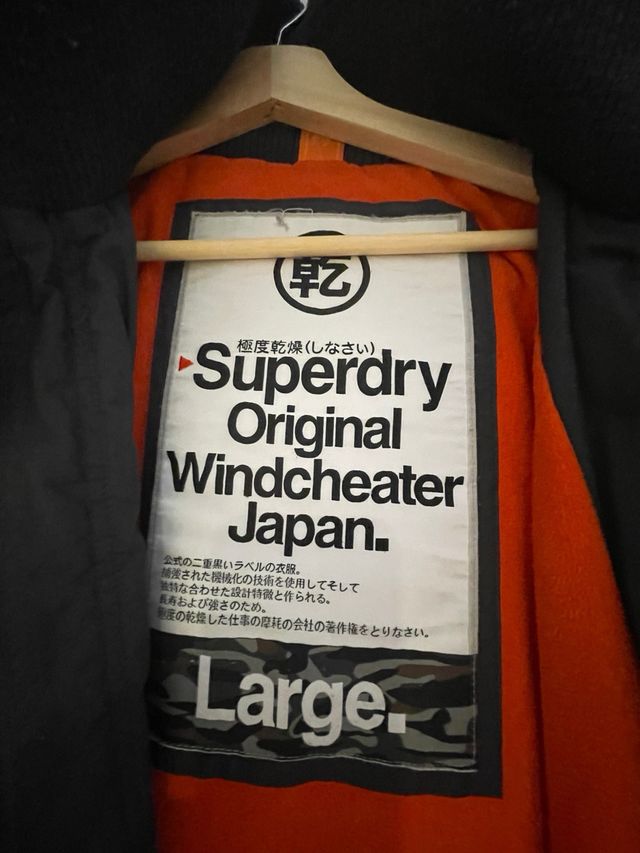 乾
極度乾燥(しなさい)
Superdry
Original
Windcheater
Japan.
公式の二重黒いラベルの衣服。
補強された機械化の技術を使用してそして
独特な合わせた設計特徴と作られる。
長寿および強さのため。
極度の乾燥した仕事の摩耗の会社の著作権をとりなさい。
Large.